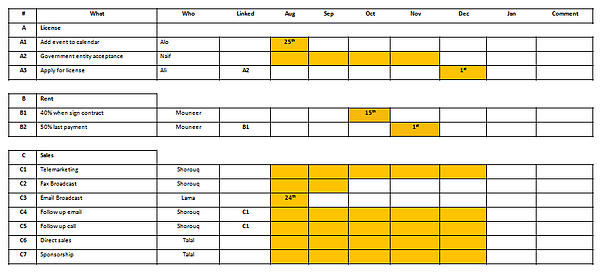 # What Who Linked Aug Sep Oct Nov Dec Jan Comment
A License
A1 Add event to calendar Alo 25th
A2 Government entity acceptance Naif
A3 Apply for license Ali A2 1st
B Rent
B1 40% when sign contract Mouneer 15th
B2 50% last payment Mouneer B1 1st
C Sales
C1 Telemarketing Shorouq
C2 Fax Broadcast Shorouq
C3 Email Broadcast Lama 24th
C4 Follow up email Shorouq C1
C5 Follow up call Shorouq C1
C6 Direct sales Talal
C7 Sponsorship Talal